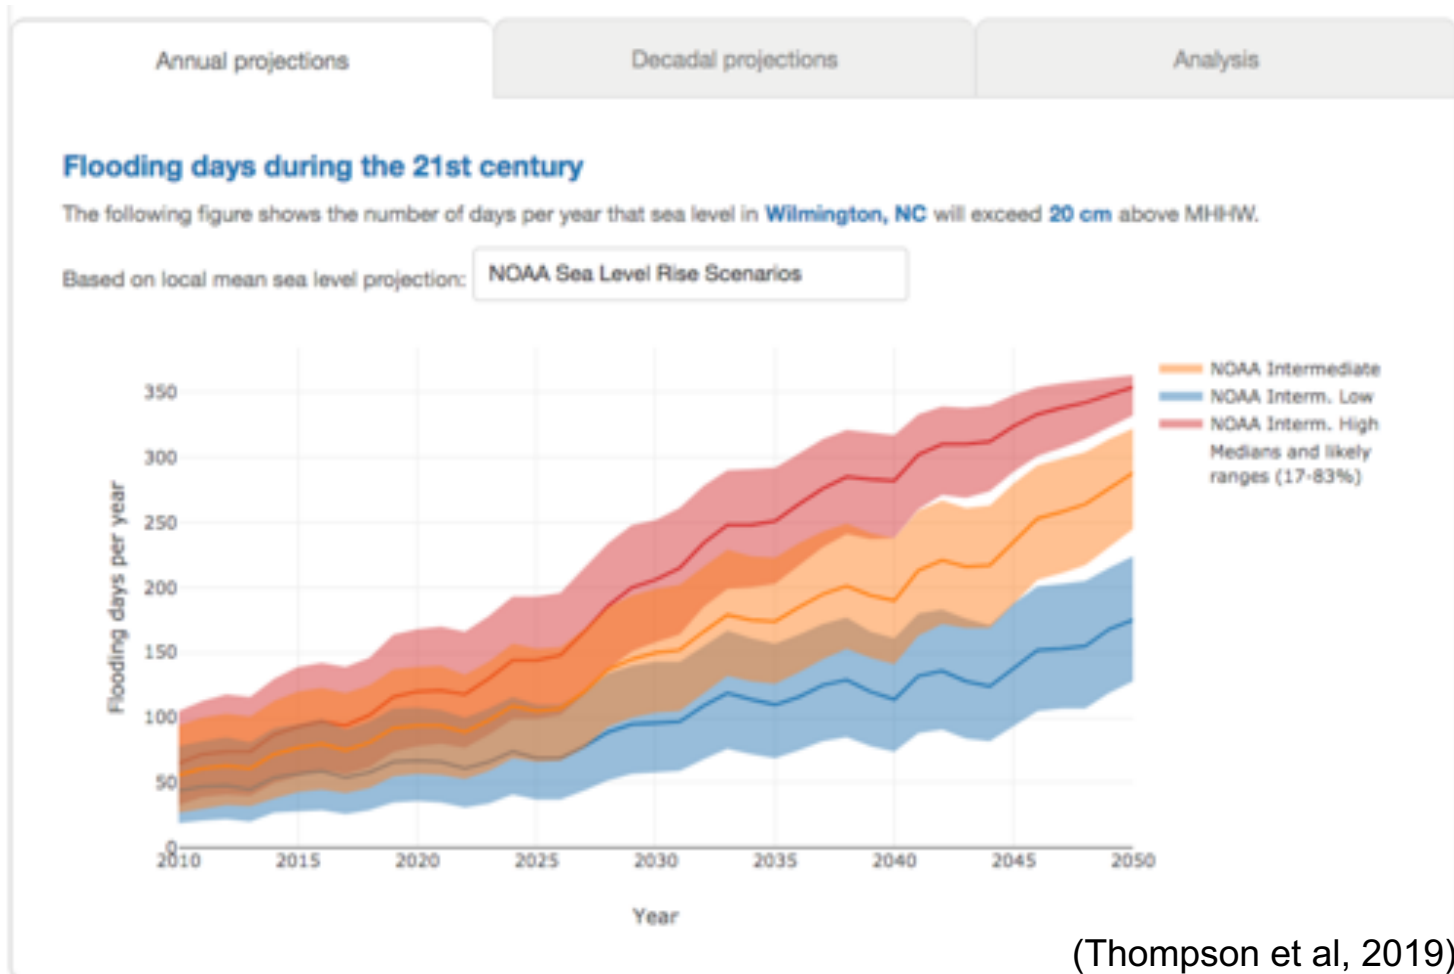 Annual projections
Decadal projections
Analysis
Flooding days during the 21st century
The following figure shows the number of days per year that sea level in Wilmington, NC will exceed 20 cm above MHHW.
Based on local mean sea level projection: NOAA Sea Level Rise Scenarios
NOAA Intermediate
NOAA Interm. Low
NOAA Interm. High
Medians and likely
ranges (17-83%)
Flooding days per year
350
300
250
200
150
100
50
0
2010
2015
2020
2025
2030
2035
2040
2045
2050
Year
(Thompson et al, 2019)